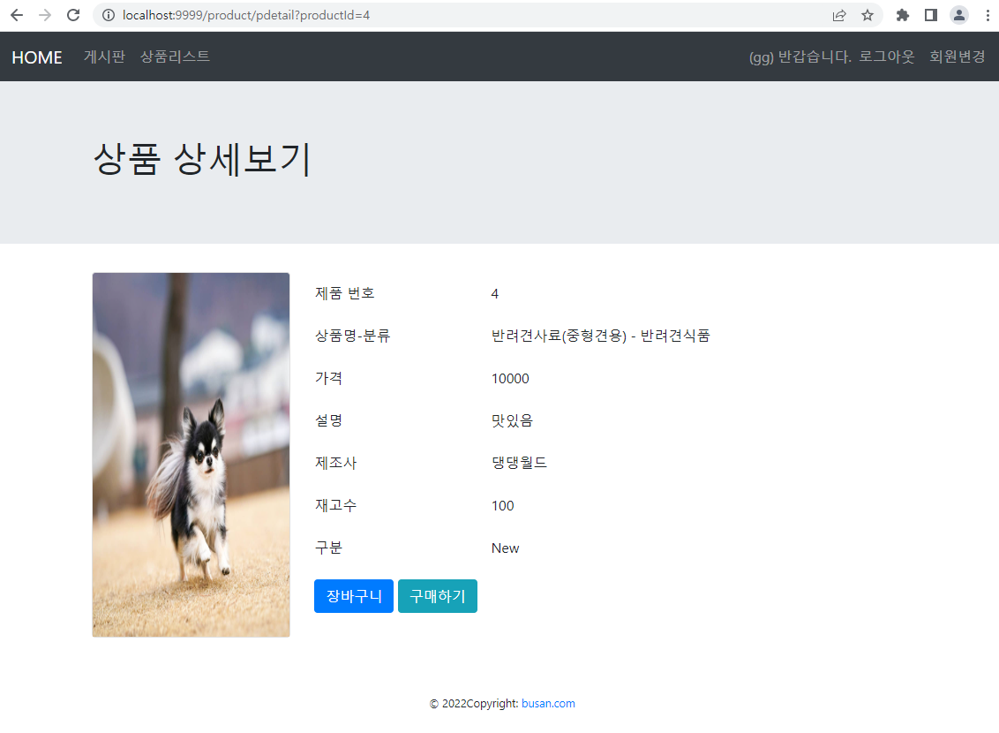 localhost:9999/product/pdetail?productId=4
HOME 게시판 상품리스트 (gg) 반갑습니다. 로그아웃 회원변경
상품 상세보기
제품 번호 4
상품명-분류 반려견사료(중형견용) - 반려견식품
가격 10000
설명 맛있음
제조사 댕댕월드
재고수 100
구분 New
장바구니 구매하기
© 2022Copyright: busan.com